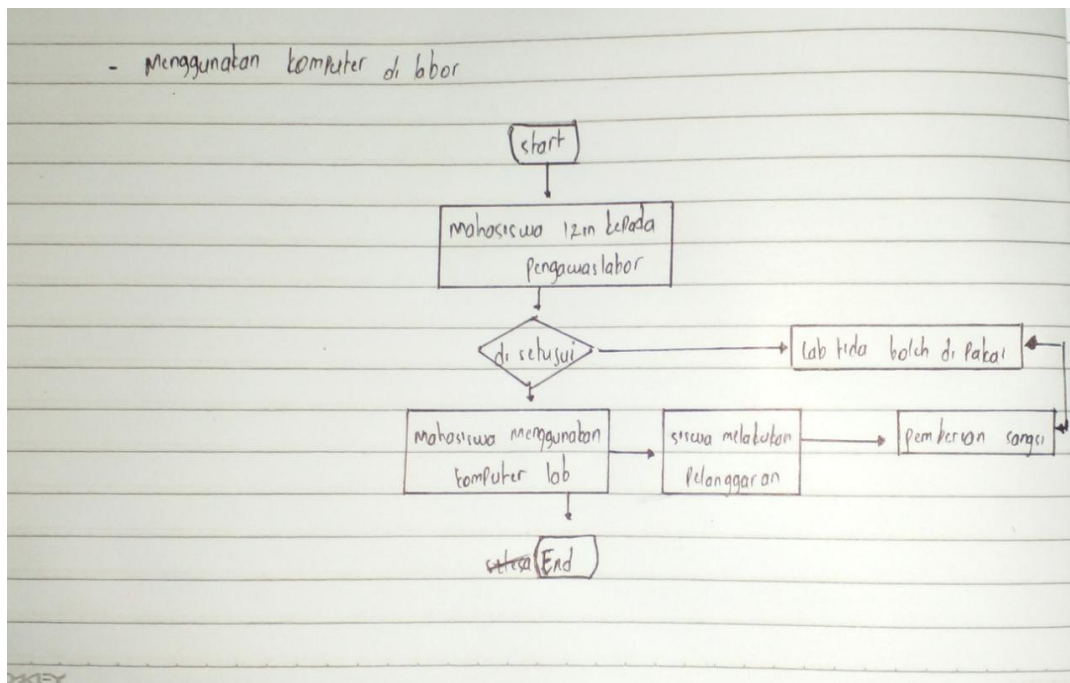 - Menggunakan komputer di labor
start
Mahasiswa izin kepada
Pengawas labor
di setujui
Lab tida boleh di Pakai
Mahasiswa menggunakan
komputer lab
siswa melakukan
Pelanggaran
Pemberian sangsi
End